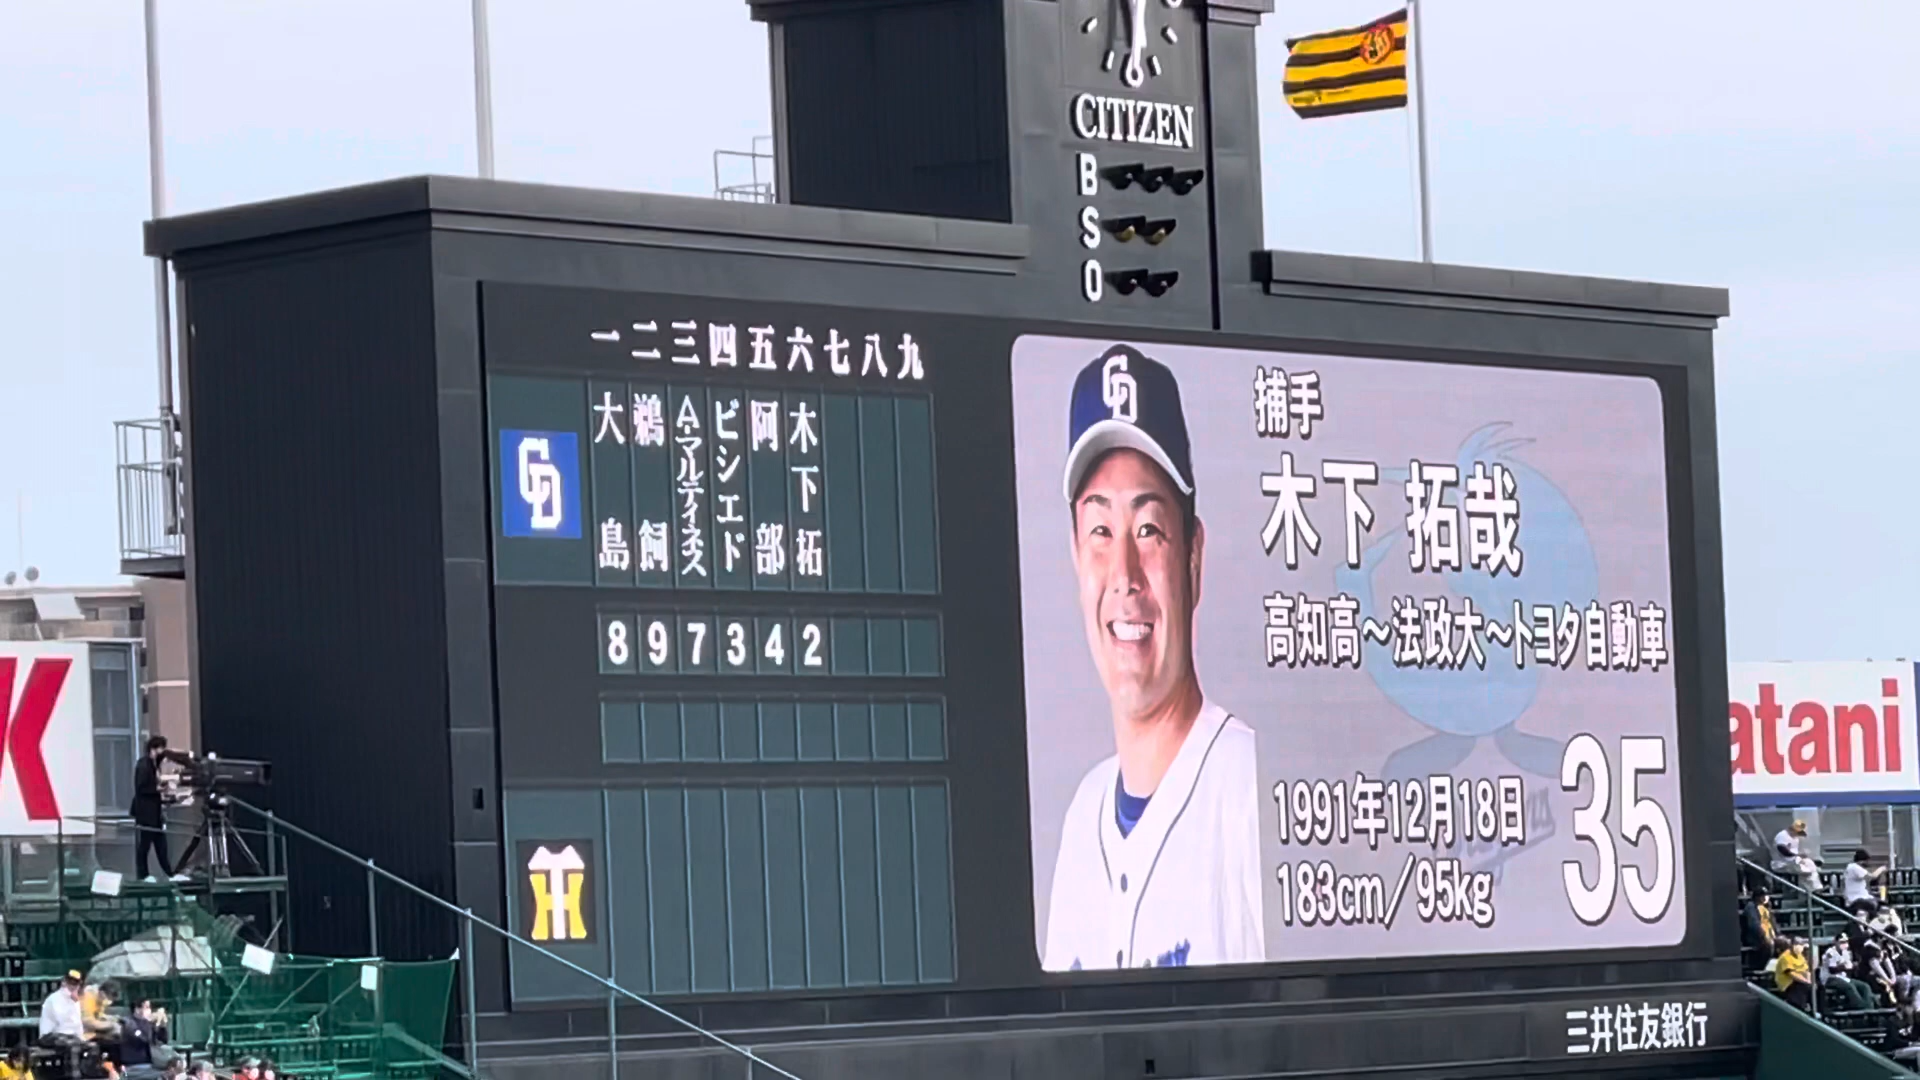 CITIZEN
B
S
O
一二三四五六七八九
大島
鵜飼
A・マルティネス
ビシエド
阿部
木下拓
8 9 7 3 4 2
捕手
木下 拓哉
高知高〜法政大〜トヨタ自動車
1991年12月18日
183cm/95kg
35
三井住友銀行
K
atani